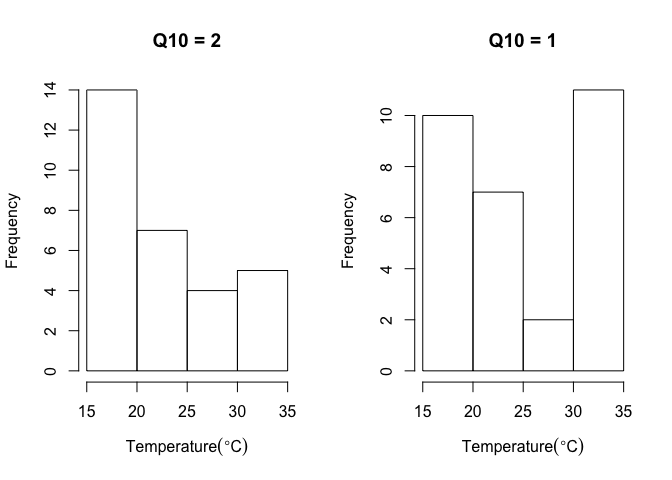 Q10 = 2
Frequency
0 2 4 6 8 10 12 14
15 20 25 30 35
Temperature(°C)
Q10 = 1
Frequency
0 2 4 6 8 10
15 20 25 30 35
Temperature(°C)